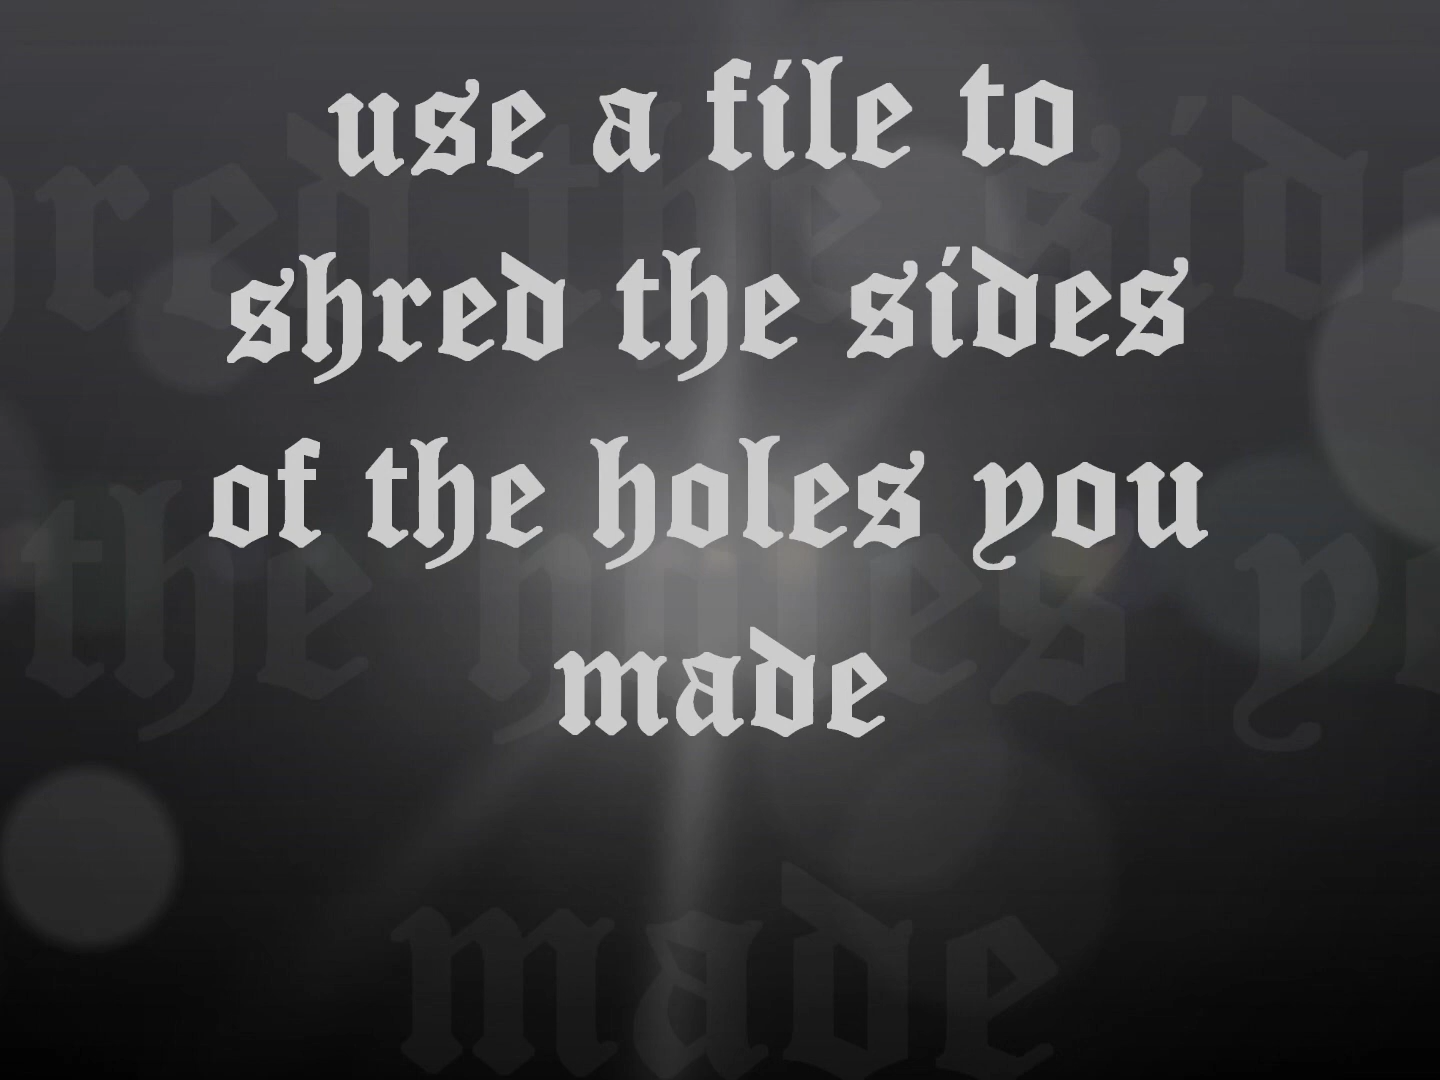 use a file to
shred the sides
of the holes you
made